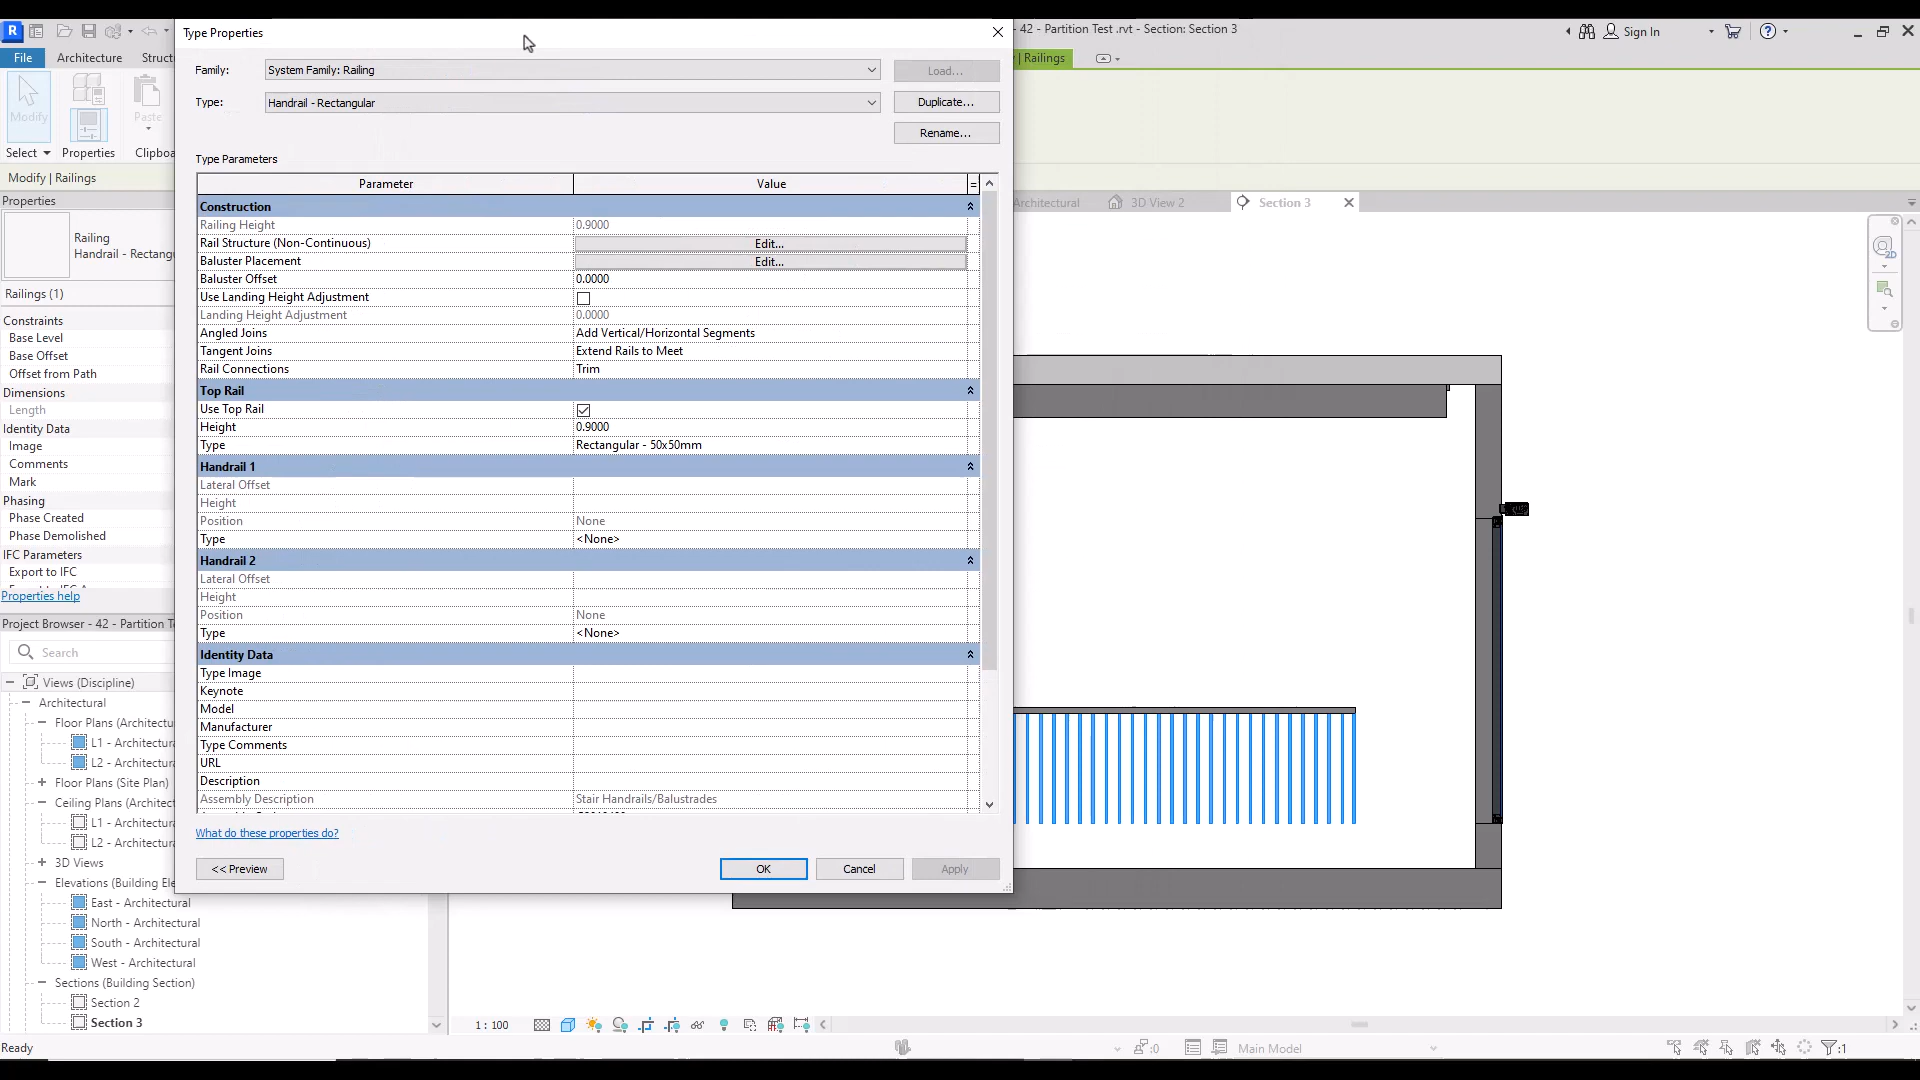 Type Properties
- 42 - Partition Test .rvt - Section: Section 3
Sign In
File
Architecture
Struct
| Railings
Family:
System Family: Railing
Load...
Type:
Handrail - Rectangular
Duplicate...
Rename...
Modify
Paste
Select
Properties
Clipboa
Type Parameters
Modify | Railings
Parameter
Value
=
Properties
Architectural
3D View 2
Section 3
Railing
Handrail - Rectangu
Railings (1)
Constraints
Base Level
Base Offset
Offset from Path
Dimensions
Length
Identity Data
Image
Comments
Mark
Phasing
Phase Created
Phase Demolished
IFC Parameters
Export to IFC
Properties help
Construction
Railing Height 0.9000
Rail Structure (Non-Continuous) Edit...
Baluster Placement Edit...
Baluster Offset 0.0000
Use Landing Height Adjustment
Landing Height Adjustment 0.0000
Angled Joins Add Vertical/Horizontal Segments
Tangent Joins Extend Rails to Meet
Rail Connections Trim
Top Rail
Use Top Rail
Height 0.9000
Type Rectangular - 50x50mm
Handrail 1
Lateral Offset
Height
Position None
Type <None>
Handrail 2
Lateral Offset
Height
Position None
Type <None>
Identity Data
Type Image
Keynote
Model
Manufacturer
Type Comments
URL
Description
Assembly Description Stair Handrails/Balustrades
What do these properties do?
<< Preview
OK
Cancel
Apply
Project Browser - 42 - Partition Te
Search
Views (Discipline)
Architectural
Floor Plans (Architectu
L1 - Architectura
L2 - Architectura
Floor Plans (Site Plan)
Ceiling Plans (Architect
L1 - Architectura
L2 - Architectura
3D Views
Elevations (Building Ele
East - Architectural
North - Architectural
South - Architectural
West - Architectural
Sections (Building Section)
Section 2
Section 3
1 : 100
Ready
:0
Main Model
:1